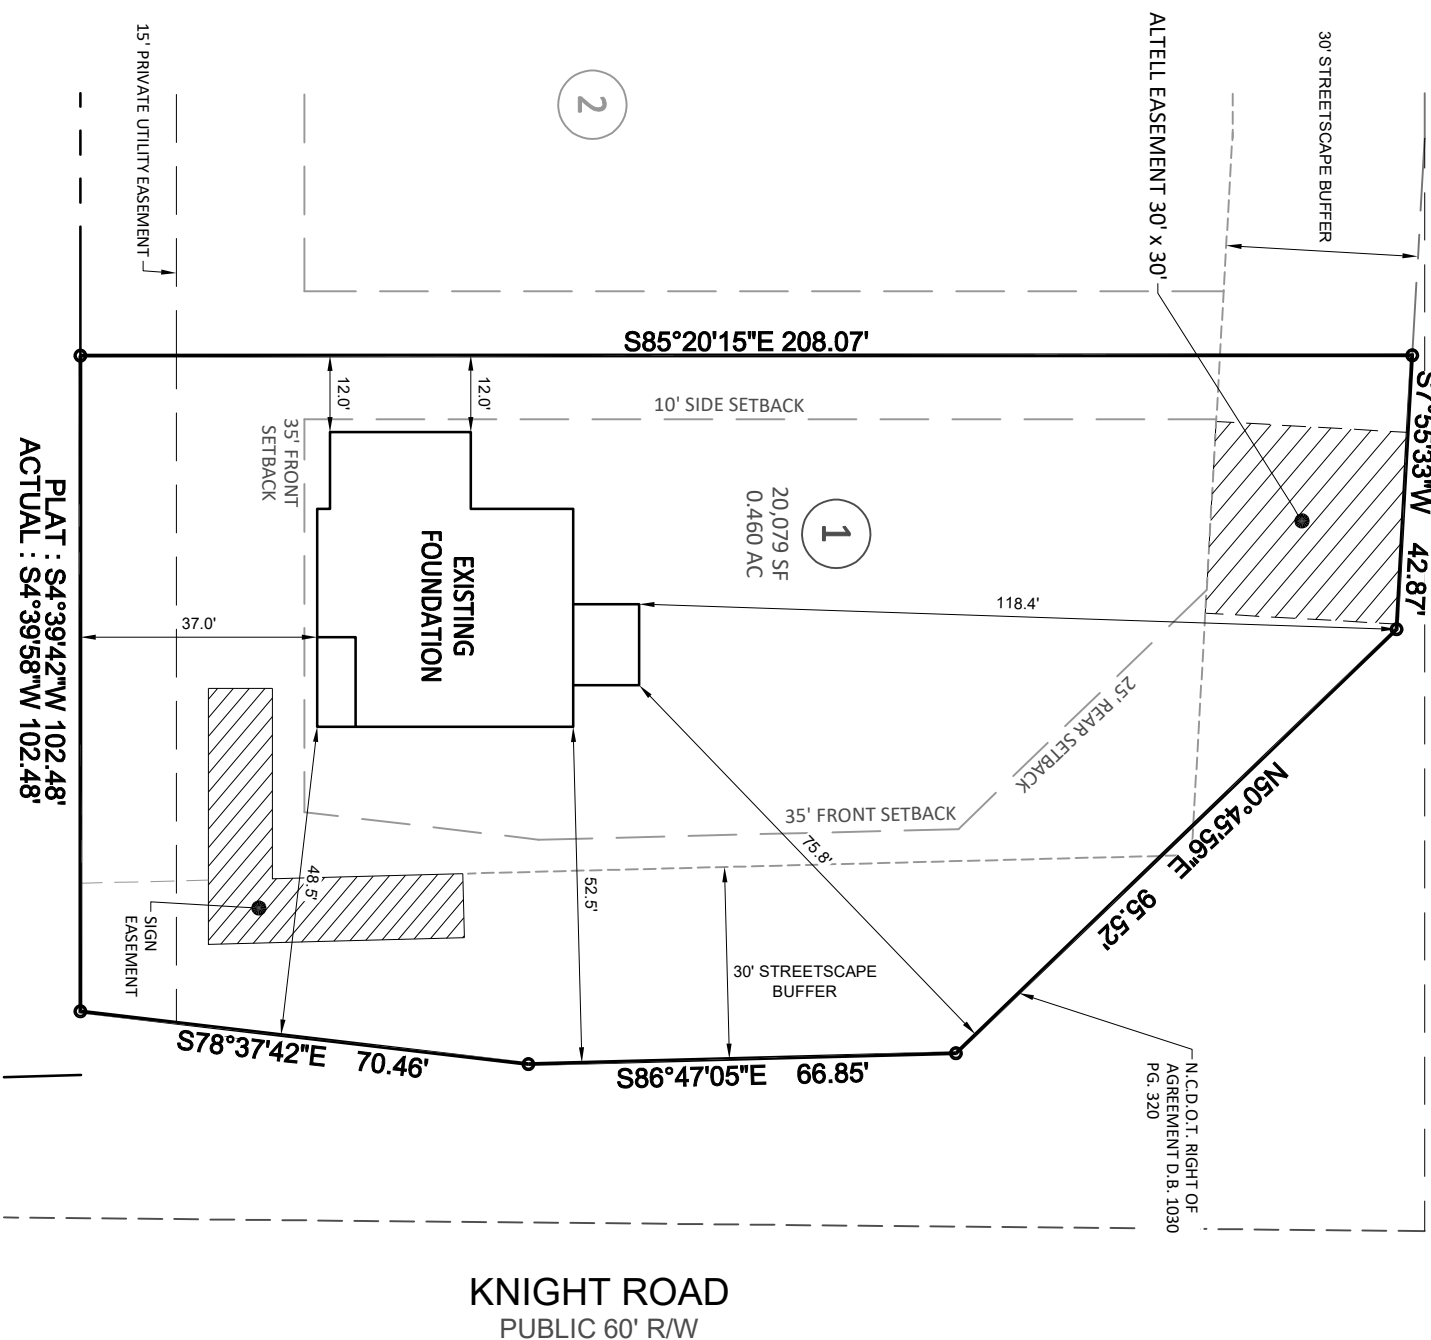 15' PRIVATE UTILITY EASEMENT
2
ALTELL EASEMENT 30' x 30'
30' STREETSCAPE BUFFER
S85°20'15"E 208.07'
S7°55'33"W 42.87'
12.0'
12.0'
10' SIDE SETBACK
35' FRONT
SETBACK
1
20,079 SF
0.460 AC
EXISTING
FOUNDATION
PLAT : S4°39'42"W 102.48'
ACTUAL : S4°39'58"W 102.48'
37.0'
118.4'
25' REAR SETBACK
35' FRONT SETBACK
75.8'
N50°45'56"E 95.52'
48.5'
52.5'
SIGN
EASEMENT
30' STREETSCAPE
BUFFER
S78°37'42"E 70.46'
S86°47'05"E 66.85'
N.C.D.O.T. RIGHT OF
AGREEMENT D.B. 1030
PG. 320
KNIGHT ROAD
PUBLIC 60' R/W